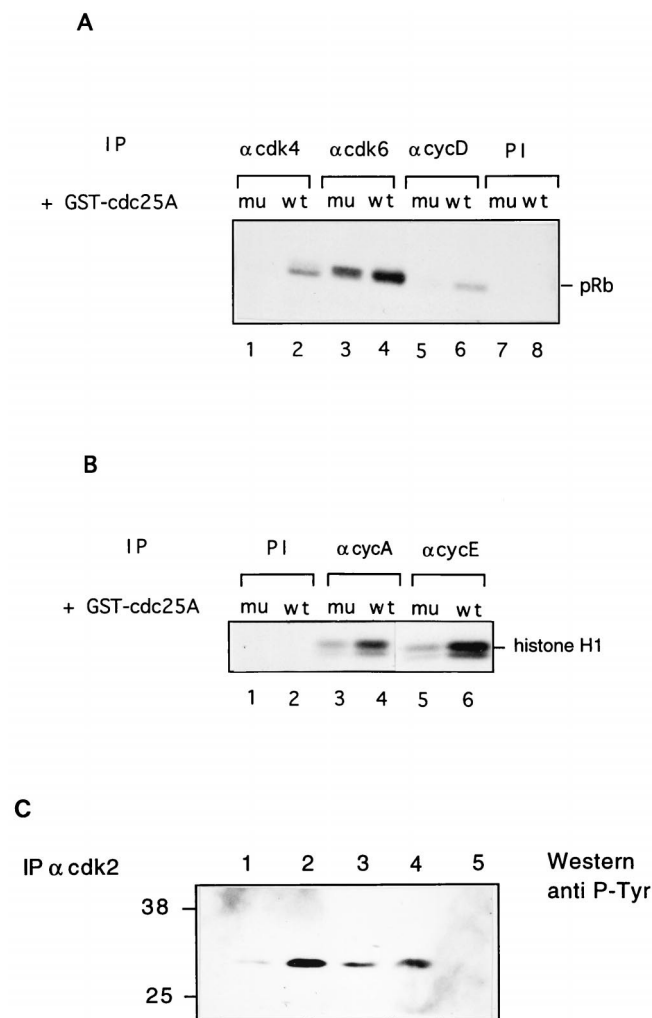 A
IP αcdk4 αcdk6 αcycD PI
+ GST-cdc25A mu wt mu wt mu wt mu wt
pRb
1 2 3 4 5 6 7 8
B
IP PI αcycA αcycE
+ GST-cdc25A mu wt mu wt mu wt
histone H1
1 2 3 4 5 6
C
IP α cdk2 1 2 3 4 5 Western
anti P-Tyr
38
25